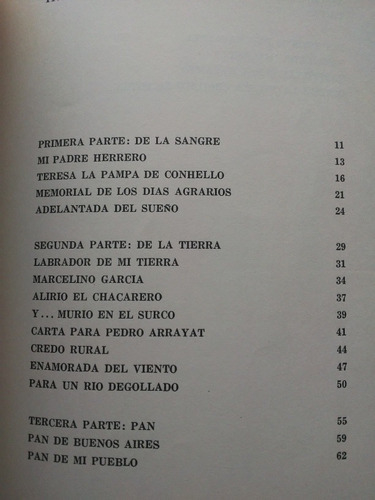 PRIMERA PARTE: DE LA SANGRE 11
MI PADRE HERRERO 13
TERESA LA PAMPA DE CONHELLO 16
MEMORIAL DE LOS DIAS AGRARIOS 21
ADELANTADA DEL SUEÑO 24
SEGUNDA PARTE: DE LA TIERRA 29
LABRADOR DE MI TIERRA 31
MARCELINO GARCIA 34
ALIRIO EL CHACARERO 37
Y... MURIO EN EL SURCO 39
CARTA PARA PEDRO ARRAYAT 41
CREDO RURAL 44
ENAMORADA DEL VIENTO 47
PARA UN RIO DEGOLLADO 50
TERCERA PARTE: PAN 55
PAN DE BUENOS AIRES 59
PAN DE MI PUEBLO 62